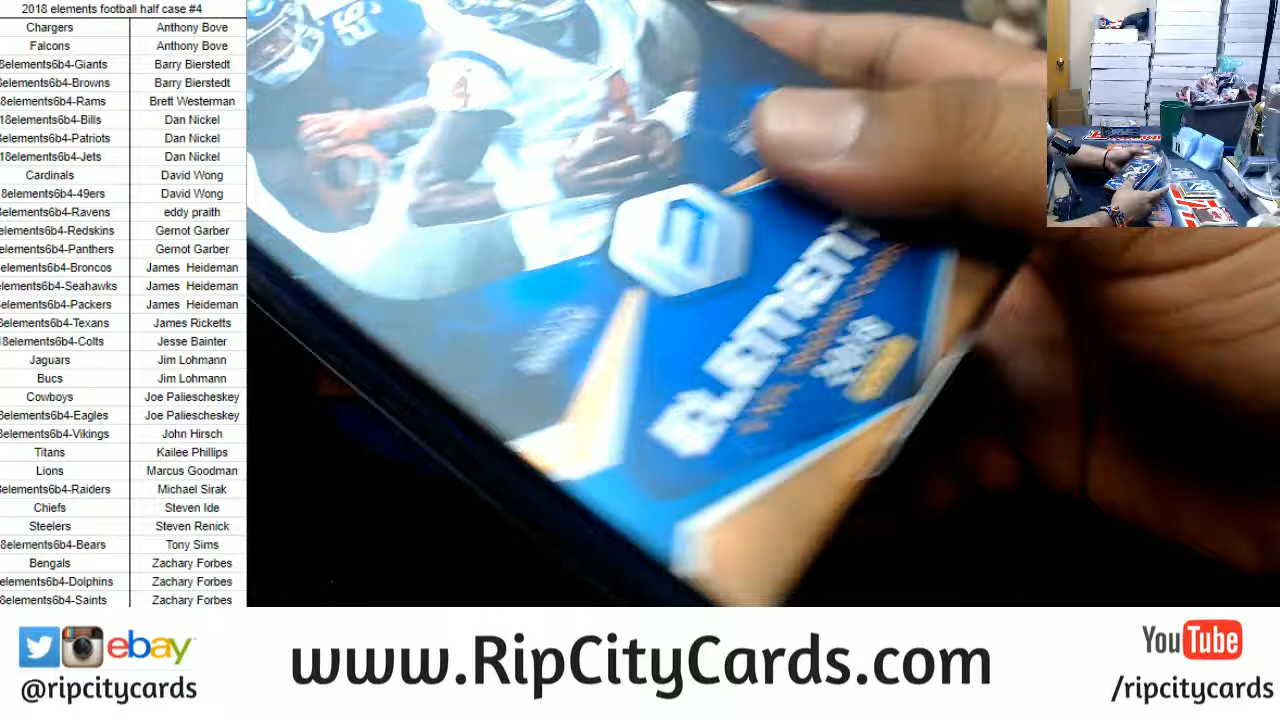 2018 elements football half case #4
Chargers Anthony Bove
Falcons Anthony Bove
8elements6b4-Giants Barry Bierstedt
elements6b4-Browns Barry Bierstedt
8elements6b4-Rams Brett Westerman
18elements6b4-Bills Dan Nickel
8elements6b4-Patriots Dan Nickel
18elements6b4-Jets Dan Nickel
Cardinals David Wong
8elements6b4-49ers David Wong
elements6b4-Ravens eddy praith
elements6b4-Redskins Gernot Garber
elements6b4-Panthers Gernot Garber
elements6b4-Broncos James Heideman
elements6b4-Seahawks James Heideman
elements6b4-Packers James Heideman
8elements6b4-Texans James Ricketts
8elements6b4-Colts Jesse Bainter
Jaguars Jim Lohmann
Bucs Jim Lohmann
Cowboys Joe Paliescheskey
8elements6b4-Eagles Joe Paliescheskey
8elements6b4-Vikings John Hirsch
Titans Kailee Phillips
Lions Marcus Goodman
elements6b4-Raiders Michael Sirak
Chiefs Steven Ide
Steelers Steven Renick
8elements6b4-Bears Tony Sims
Bengals Zachary Forbes
elements6b4-Dolphins Zachary Forbes
8elements6b4-Saints Zachary Forbes
ELEMENTS
ebay
@ripcitycards
www.RipCityCards.com
YouTube
/ripcitycards